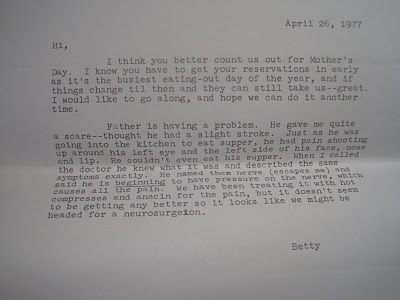 April 26, 1977
Hi,
I think you better count us out for Mother's
Day. I know you have to get your reservations in early
as it's the busiest eating-out day of the year, and if
things change til then and they can still take us--great.
I would like to go along, and hope we can do it another
time.
Father is having a problem. He gave me quite
a scare--thought he had a slight stroke. Just as he was
going into the kitchen to eat supper, he had pain shooting
up around his left eye and the left side of his face, nose
and lip. He couldn't even eat his supper. When I called
the doctor he knew what it was and described the same
symptoms exactly. He named them nerve (escapes me) and
said he is beginning to have pressure on the nerve, which
causes all the pain. We have been treating it with hot
compresses and anacin for the pain, but it doesn't seem
to be getting any better so it looks like we might be
headed for a neurosurgeion.
Betty